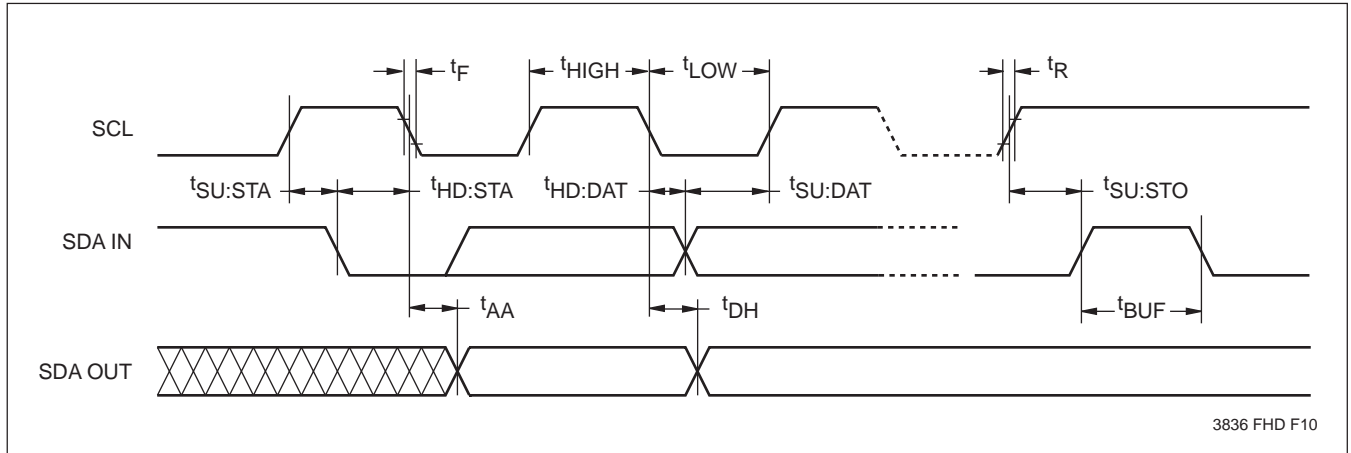 tF
tHIGH
tLOW
tR
SCL
tSU:STA
tHD:STA
tHD:DAT
tSU:DAT
tSU:STO
SDA IN
tAA
tDH
tBUF
SDA OUT
3836 FHD F10